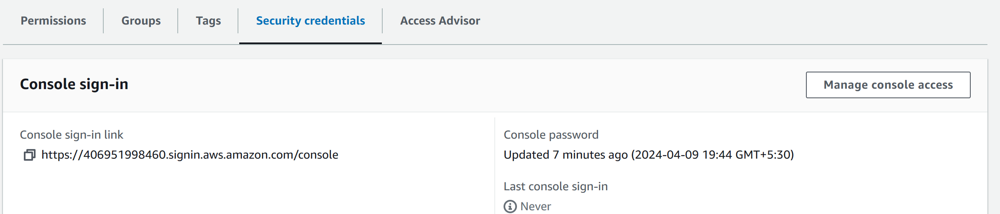 Permissions Groups Tags Security credentials Access Advisor
Console sign-in
Manage console access
Console sign-in link
https://406951998460.signin.aws.amazon.com/console
Console password
Updated 7 minutes ago (2024-04-09 19:44 GMT+5:30)
Last console sign-in
Never